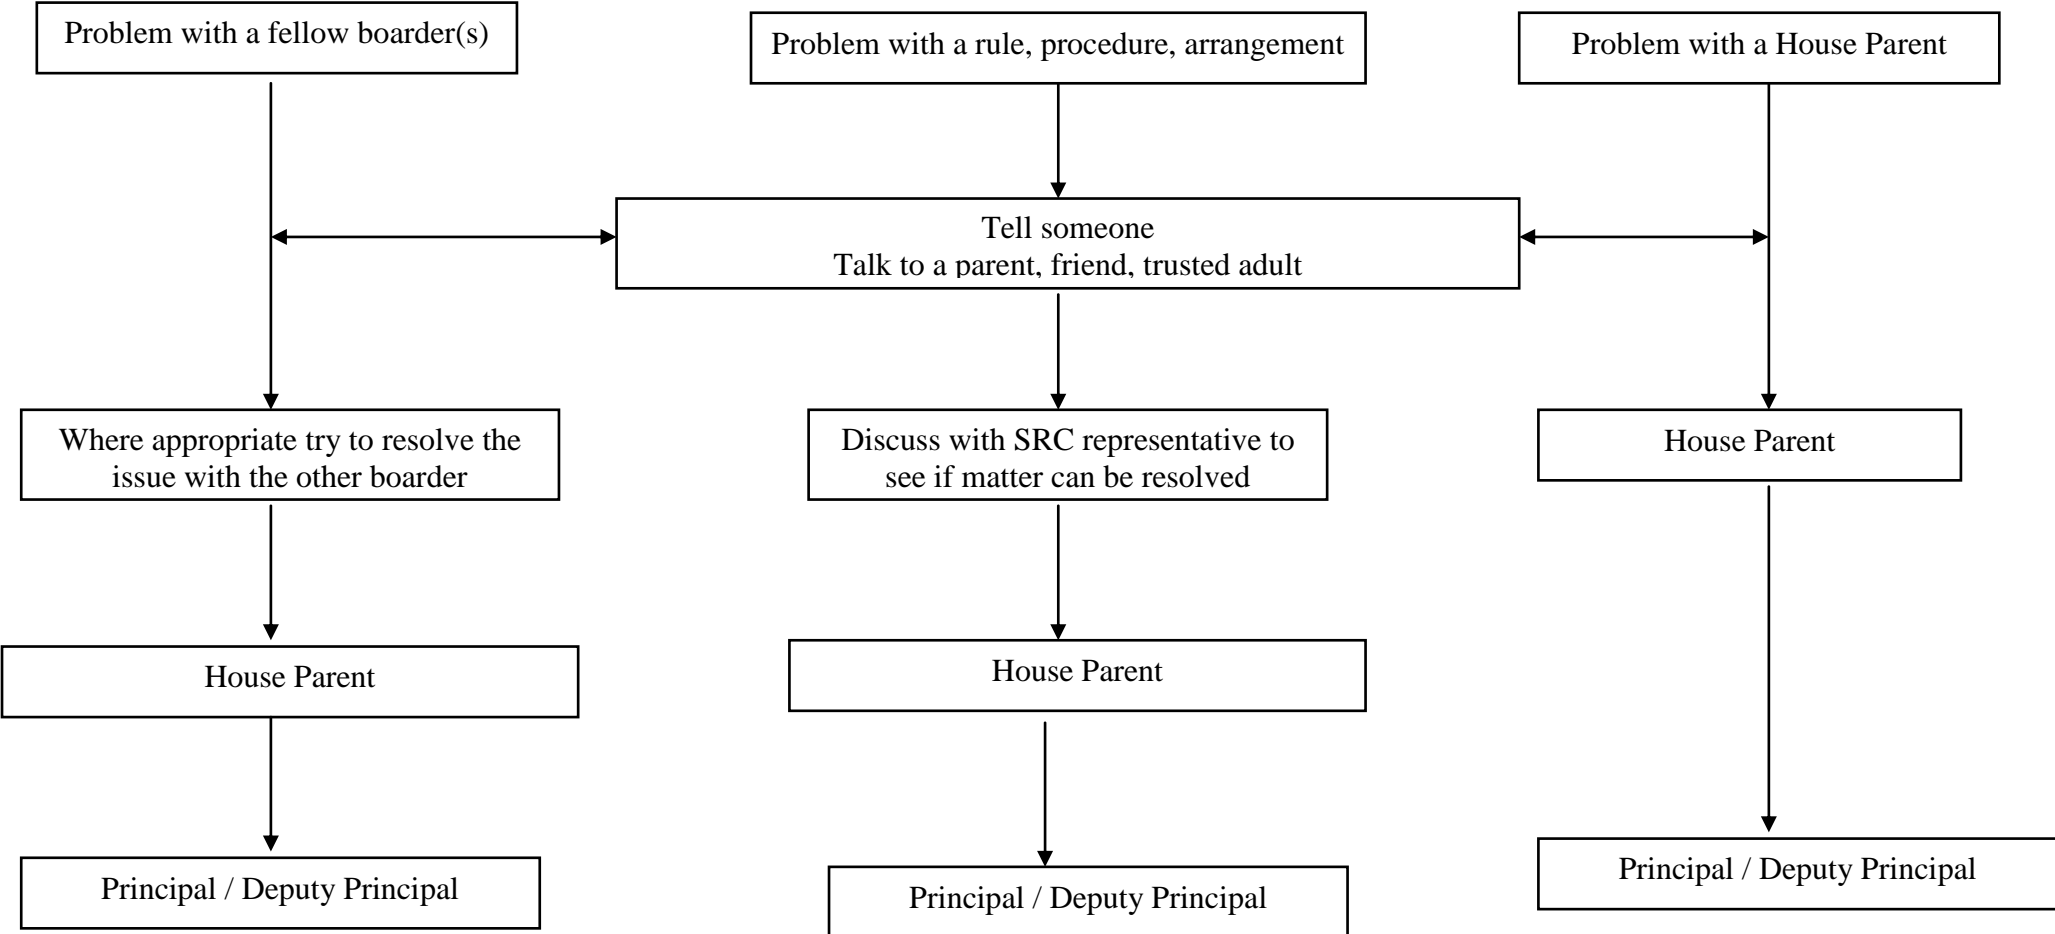 Problem with a fellow boarder(s)
Problem with a rule, procedure, arrangement
Problem with a House Parent
Tell someone
Talk to a parent, friend, trusted adult
Where appropriate try to resolve the
issue with the other boarder
Discuss with SRC representative to
see if matter can be resolved
House Parent
House Parent
House Parent
Principal / Deputy Principal
Principal / Deputy Principal
Principal / Deputy Principal